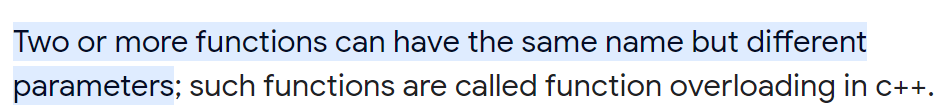 Two or more functions can have the same name but different
parameters; such functions are called function overloading in c++.